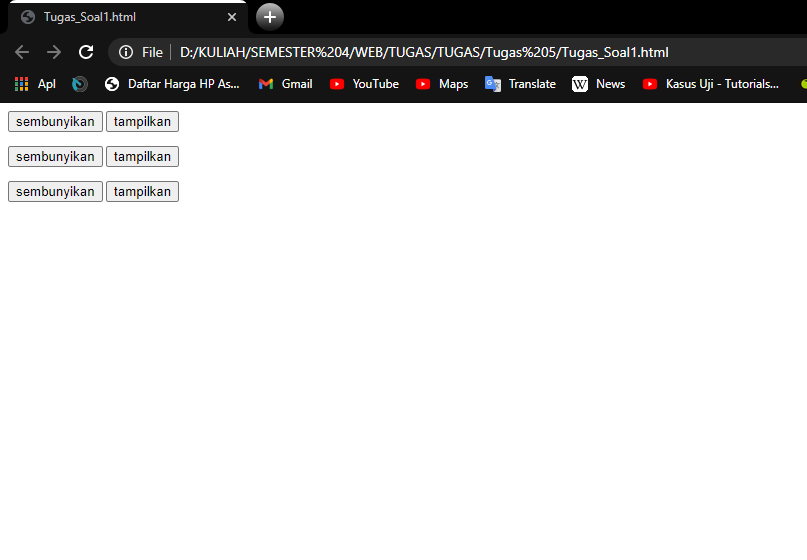 Tugas_Soal1.html
File D:/KULIAH/SEMESTER%204/WEB/TUGAS/TUGAS/Tugas%205/Tugas_Soal1.html
Apl Daftar Harga HP As... Gmail YouTube Maps Translate W News Kasus Uji - Tutorials...
sembunyikan tampilkan
sembunyikan tampilkan
sembunyikan tampilkan